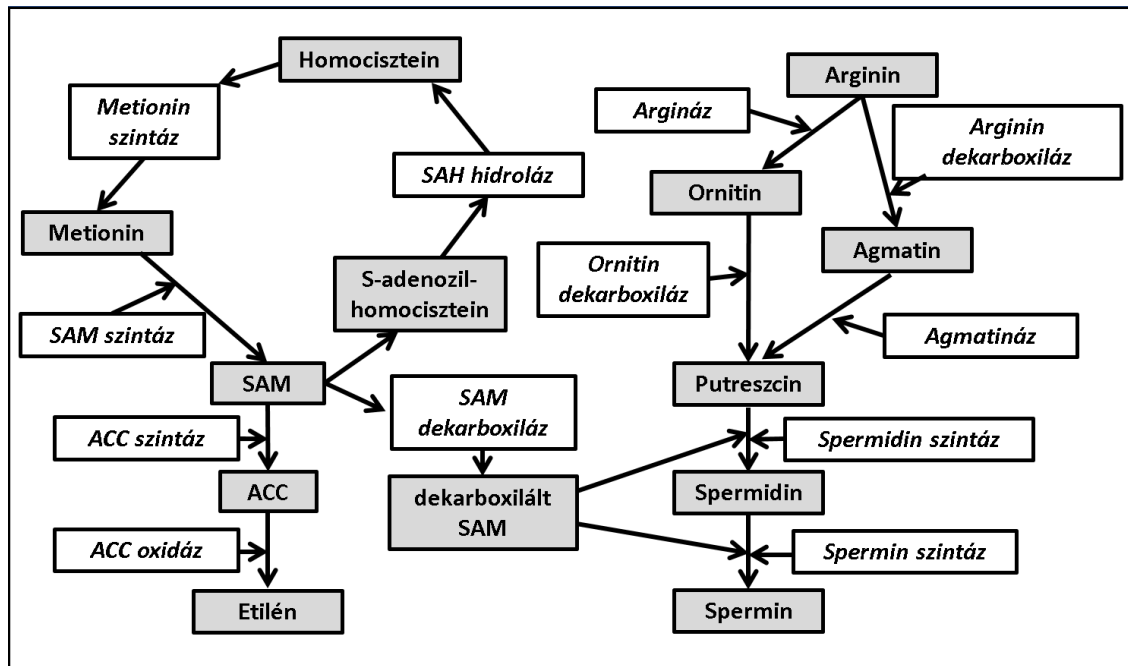 Homocisztein
Arginin
Metionin
szintáz
Argináz
Arginin
dekarboxiláz
SAH hidroláz
Ornitin
Metionin
Agmatin
S-adenozil-
homocisztein
Ornitin
dekarboxiláz
SAM szintáz
Agmatináz
SAM
Putreszcin
SAM
dekarboxiláz
ACC szintáz
Spermidin szintáz
ACC
dekarboxilált
SAM
Spermidin
ACC oxidáz
Spermin szintáz
Etilén
Spermin